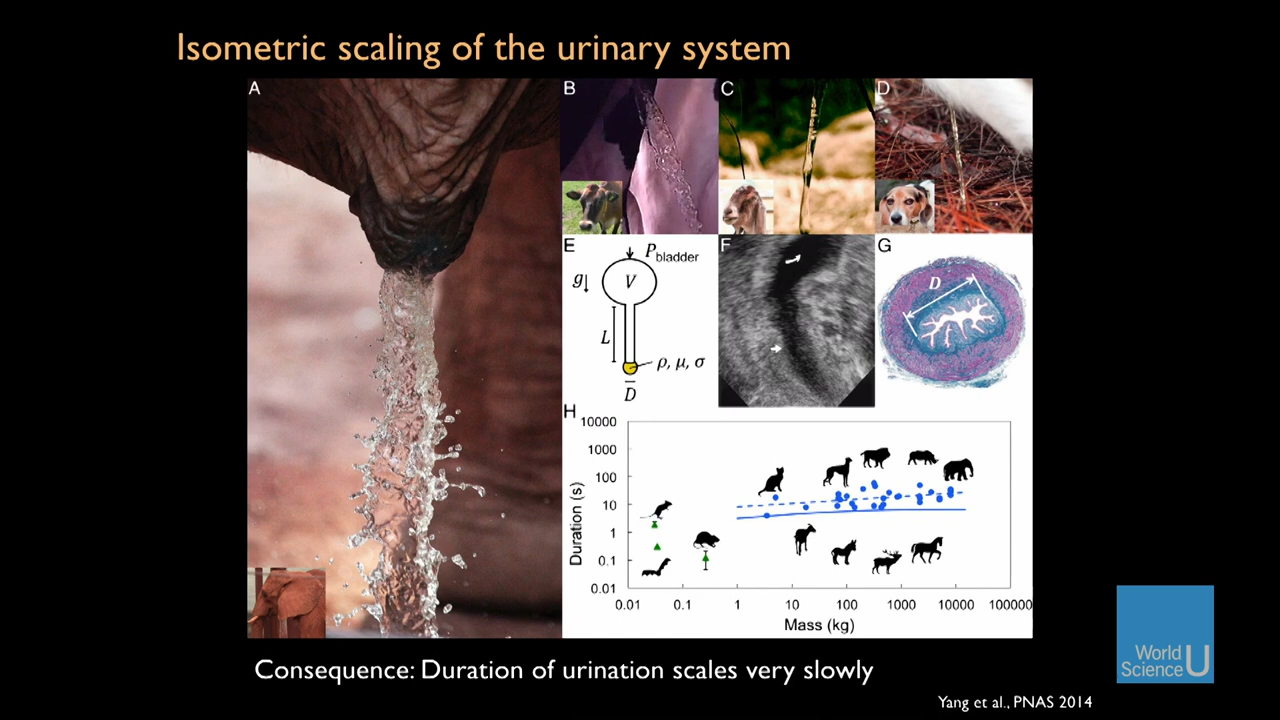 Isometric scaling of the urinary system
A
B
C
D
E
P bladder
g↓
V
L
ρ, μ, σ
D
F
G
D
H
10000
1000
100
10
1
0.1
0.01
Duration (s)
0.01 0.1 1 10 100 1000 10000 100000
Mass (kg)
Consequence: Duration of urination scales very slowly
World
Science U
Yang et al., PNAS 2014